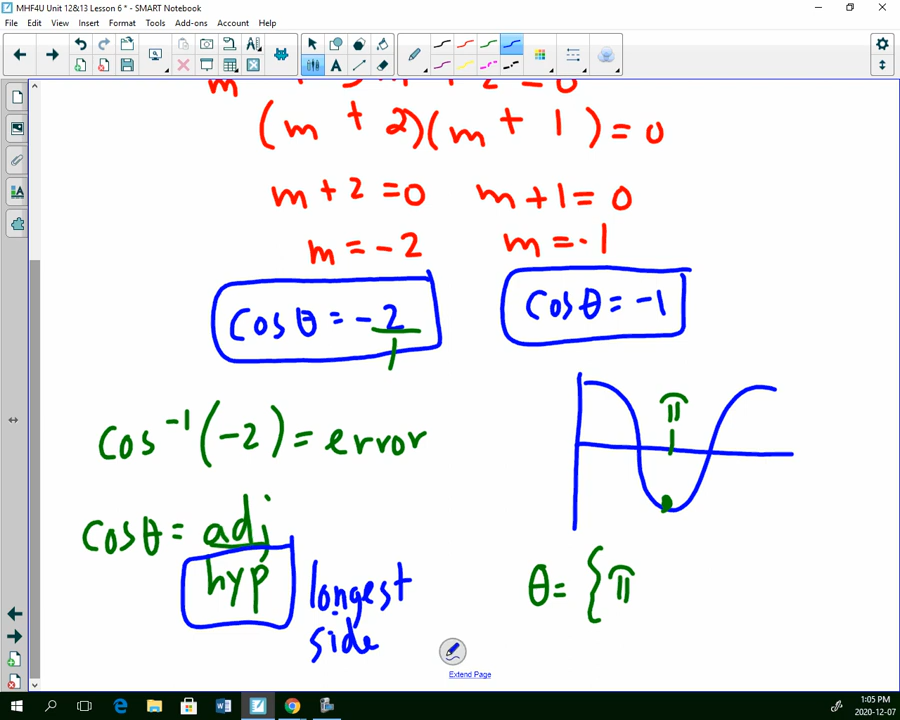 MHF4U Unit 12&13 Lesson 6 * - SMART Notebook
File Edit View Insert Format Tools Add-ons Account Help
(m + 2)(m + 1) = 0
m + 2 = 0 m + 1 = 0
m = -2 m = -1
cos θ = -2/1 cos θ = -1
π
cos⁻¹(-2) = error
cos θ = adj/hyp
longest
side
θ = { π
Extend Page
1:05 PM
2020-12-07